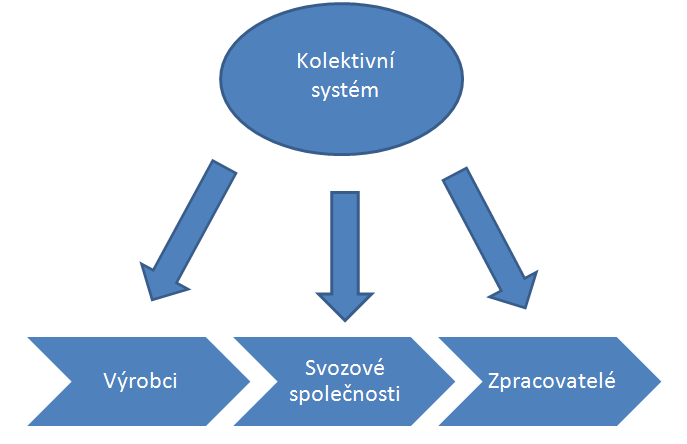 Kolektivní
systém
Výrobci
Svozové
společnosti
Zpracovatelé